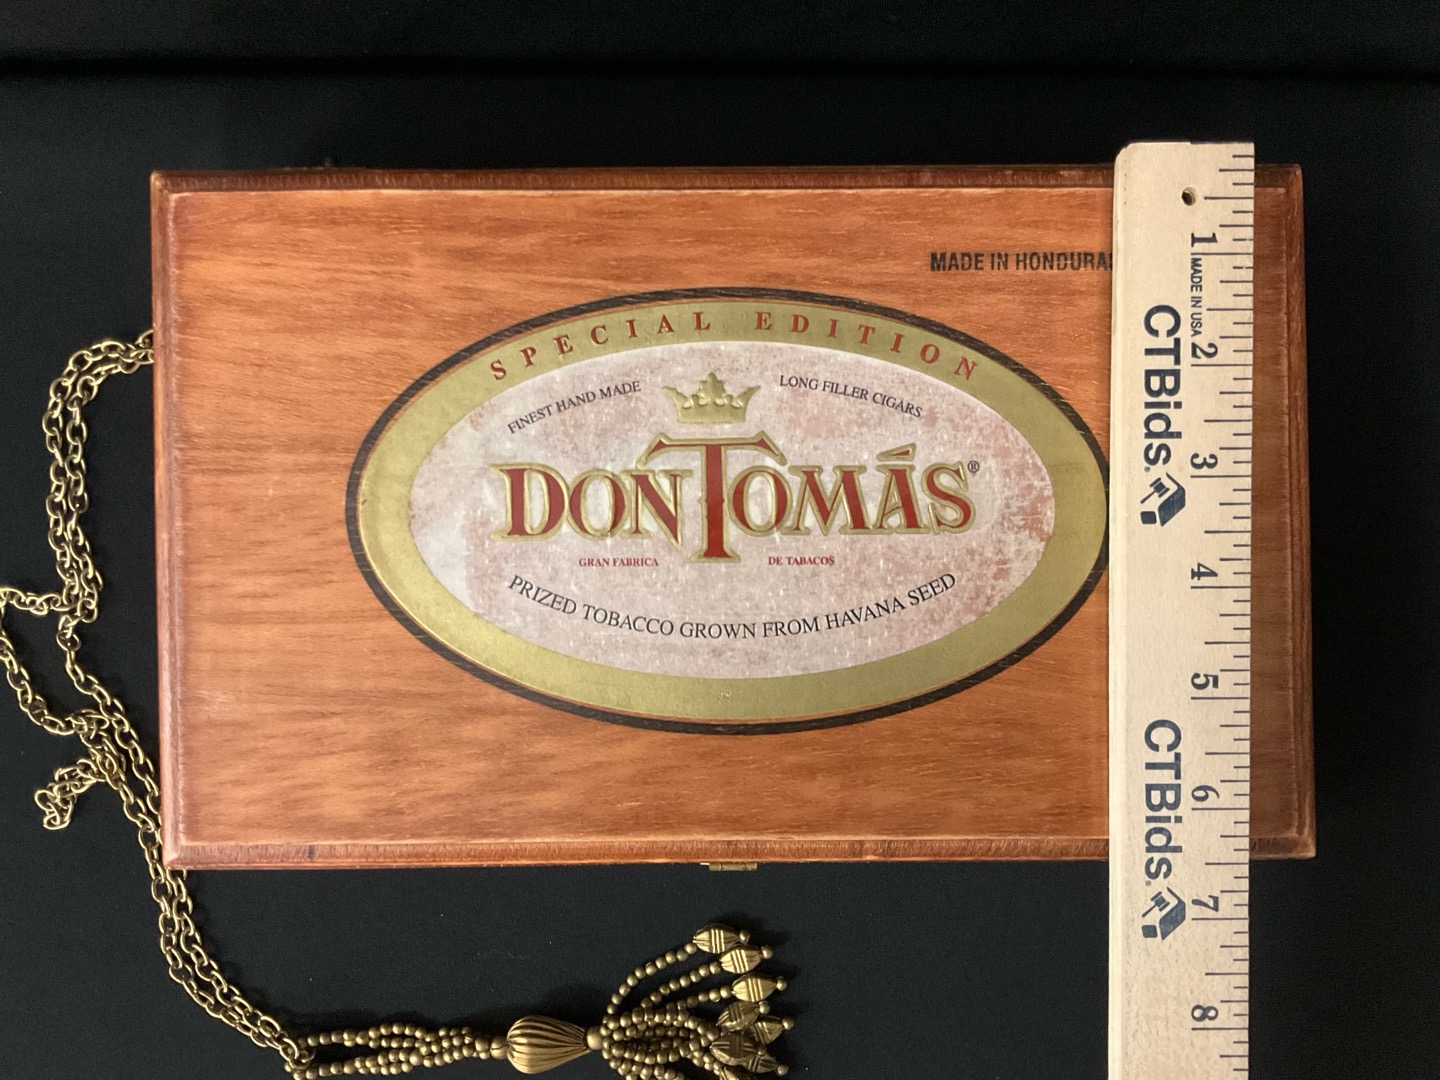 MADE IN HONDURAS
SPECIAL EDITION
FINEST HAND MADE
LONG FILLER CIGARS
DON TOMÁS®
GRAN FABRICA
DE TABACOS
PRIZED TOBACCO GROWN FROM HAVANA SEED
1
MADE IN USA
2
CTBids.
3
4
5
6
CTBids.
7
8